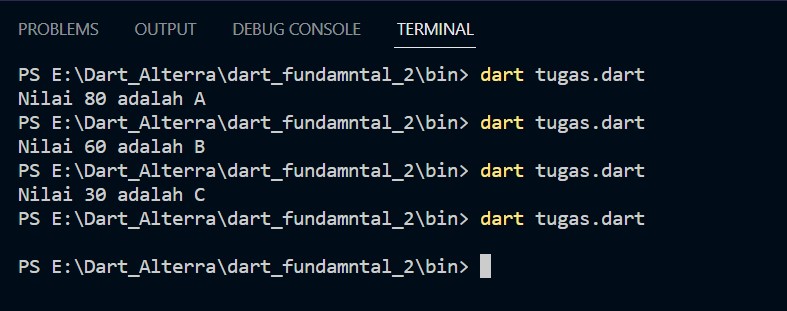 PROBLEMS OUTPUT DEBUG CONSOLE TERMINAL
PS E:\Dart_Alterra\dart_fundamntal_2\bin> dart tugas.dart
Nilai 80 adalah A
PS E:\Dart_Alterra\dart_fundamntal_2\bin> dart tugas.dart
Nilai 60 adalah B
PS E:\Dart_Alterra\dart_fundamntal_2\bin> dart tugas.dart
Nilai 30 adalah C
PS E:\Dart_Alterra\dart_fundamntal_2\bin> dart tugas.dart
PS E:\Dart_Alterra\dart_fundamntal_2\bin>